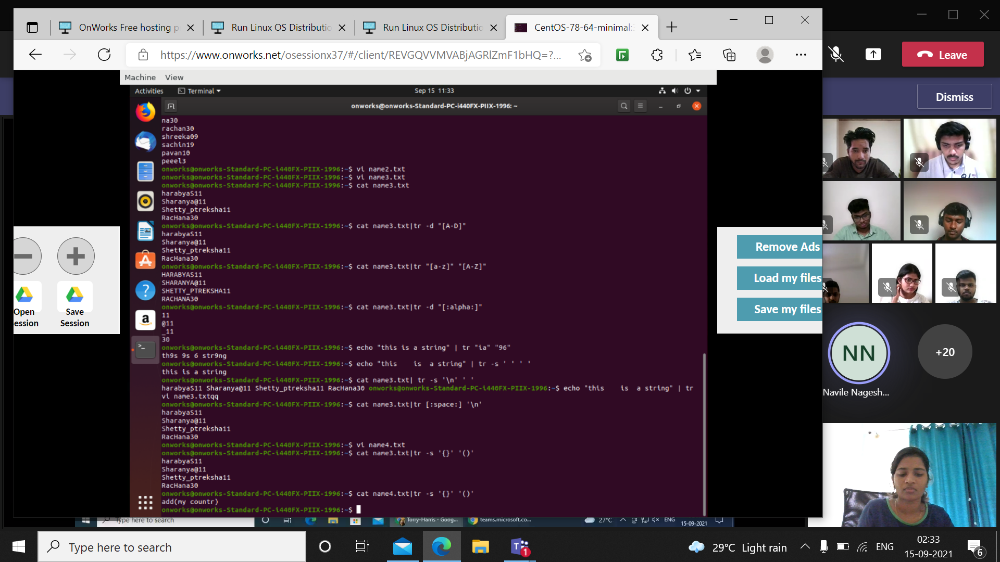 OnWorks Free hosting p
Run Linux OS Distributio
Run Linux OS Distributio
CentOS-78-64-minimal:
https://www.onworks.net/osessionx37/#/client/REVGQVVMVABjAGRlZmF1bHQ=?...
Leave
Machine View
Activities Terminal Sep 15 11:33
Dismiss
onworks@onworks-Standard-PC-i440FX-PIIX-1996: ~
na30
rachan30
shreeka09
sachin19
pavan10
peeel3
onworks@onworks-Standard-PC-i440FX-PIIX-1996:~$ vi name2.txt
onworks@onworks-Standard-PC-i440FX-PIIX-1996:~$ vi name3.txt
onworks@onworks-Standard-PC-i440FX-PIIX-1996:~$ cat name3.txt
harabyaS11
Sharanya@11
Shetty_ptreksha11
RacHana30
onworks@onworks-Standard-PC-i440FX-PIIX-1996:~$ cat name3.txt|tr -d "[A-D]"
harabyaS11
Sharanya@11
Shetty_ptreksha11
RacHana30
onworks@onworks-Standard-PC-i440FX-PIIX-1996:~$ cat name3.txt|tr "[a-z]" "[A-Z]"
HARABYAS11
SHARANYA@11
SHETTY_PTREKSHA11
RACHANA30
onworks@onworks-Standard-PC-i440FX-PIIX-1996:~$ cat name3.txt|tr -d "[:alpha:]"
11
@11
_11
30
onworks@onworks-Standard-PC-i440FX-PIIX-1996:~$ echo "this is a string" | tr "ia" "96"
th9s 9s 6 str9ng
onworks@onworks-Standard-PC-i440FX-PIIX-1996:~$ echo "this    is  a string" | tr -s ' ' ' '
this is a string
onworks@onworks-Standard-PC-i440FX-PIIX-1996:~$ cat name3.txt| tr -s '\n' ' '
harabyaS11 Sharanya@11 Shetty_ptreksha11 RacHana30 onworks@onworks-Standard-PC-i440FX-PIIX-1996:~$ echo "this    is  a string" | tr
vi name3.txtqq
onworks@onworks-Standard-PC-i440FX-PIIX-1996:~$ cat name3.txt|tr [:space:] '\n'
harabyaS11
Sharanya@11
Shetty_ptreksha11
RacHana30
onworks@onworks-Standard-PC-i440FX-PIIX-1996:~$ vi name4.txt
onworks@onworks-Standard-PC-i440FX-PIIX-1996:~$ cat name3.txt|tr -s '{}' '()'
harabyaS11
Sharanya@11
Shetty_ptreksha11
RacHana30
onworks@onworks-Standard-PC-i440FX-PIIX-1996:~$ cat name4.txt|tr -s '{}' '()'
add(my countr)
onworks@onworks-Standard-PC-i440FX-PIIX-1996:~$
Open
ession
Save
Session
Remove Ads
Load my files
Save my files
NN
+20
Navile Nagesh...
Type here to search
Torry-Harris - Goog...
teams.microsoft.co...
27°C
ENG
15-09-2021
Type here to search
1
29°C Light rain
ENG
02:33
15-09-2021
6